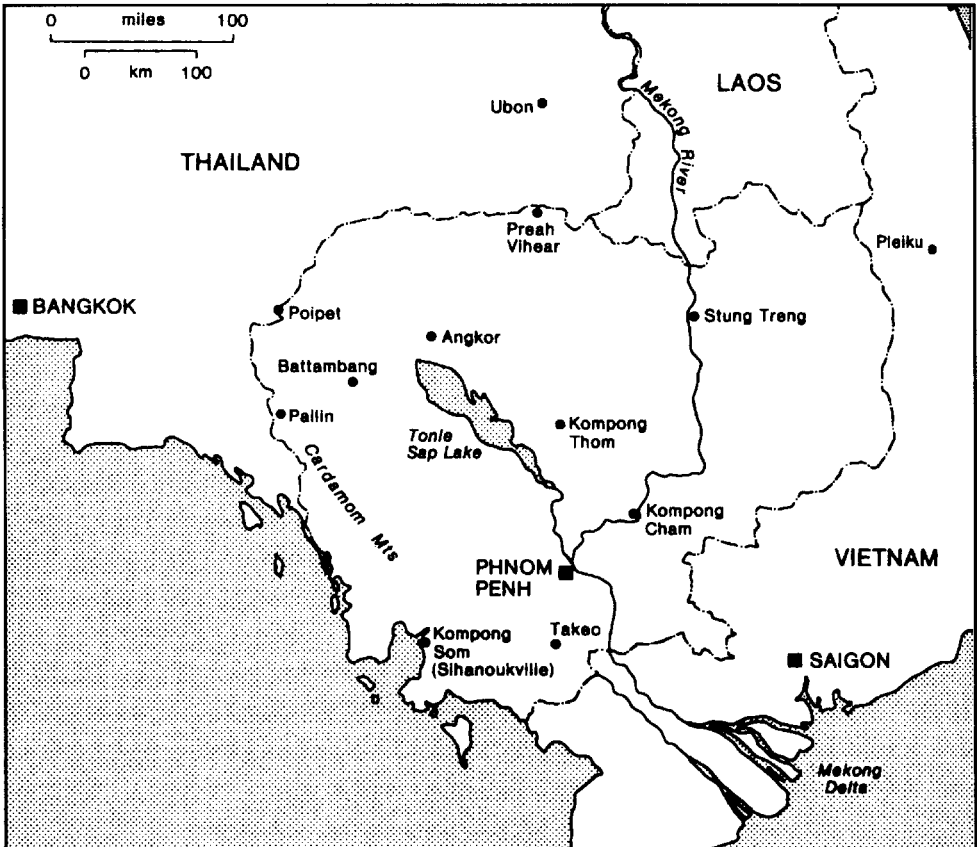 0 miles 100
0 km 100
LAOS
Ubon
Mekong River
THAILAND
Preah
Vihear
Pleiku
BANGKOK
Poipet
Stung Treng
Angkor
Battambang
Pailin
Kompong
Thom
Tonle
Sap Lake
Cardamom Mts
Kompong
Cham
PHNOM
PENH
VIETNAM
Takeo
Kompong
Som
(Sihanoukville)
SAIGON
Mekong
Delta